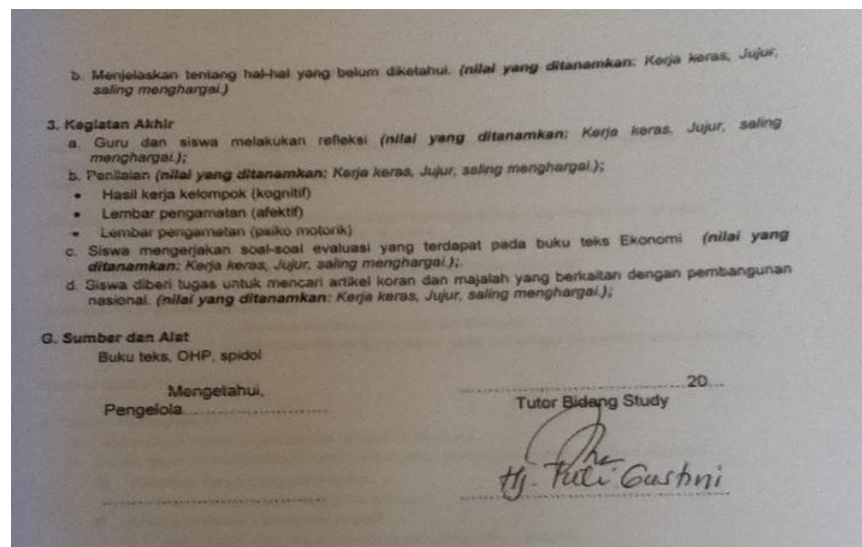 b. Menjelaskan tentang hal-hal yang belum diketahui. (nilai yang ditanamkan: Kerja keras, Jujur,
saling menghargai.)
3. Kegiatan Akhir
a. Guru dan siswa melakukan refleksi (nilai yang ditanamkan: Kerja keras, Jujur, saling
menghargai.);
b. Penilaian (nilai yang ditanamkan: Kerja keras, Jujur, saling menghargai.);
• Hasil kerja kelompok (kognitif)
• Lembar pengamatan (afektif)
• Lembar pengamatan (psiko motorik)
c. Siswa mengerjakan soal-soal evaluasi yang terdapat pada buku teks Ekonomi (nilai yang
ditanamkan: Kerja keras, Jujur, saling menghargai.);.
d. Siswa diberi tugas untuk mencari artikel koran dan majalah yang berkaitan dengan pembangunan
nasional. (nilai yang ditanamkan: Kerja keras, Jujur, saling menghargai.);
G. Sumber dan Alat
Buku teks, OHP, spidol
Mengetahui,
Pengelola..........................
..........................................20...
Tutor Bidang Study
Hj.